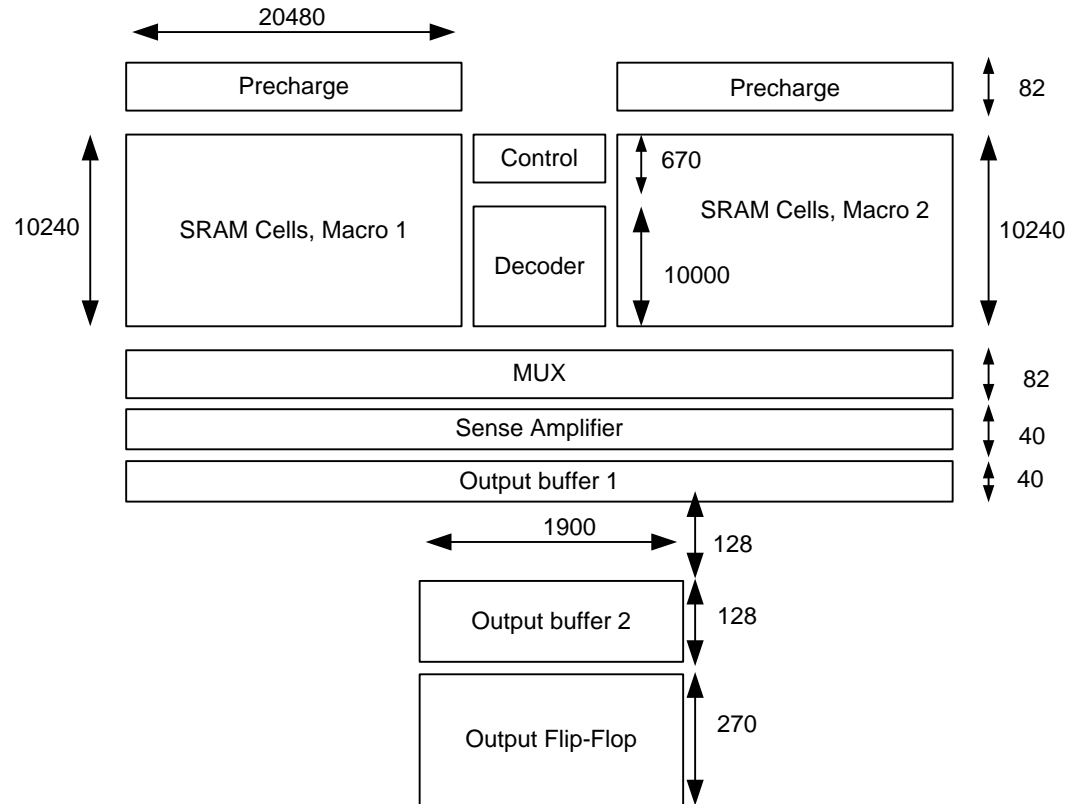 20480
Precharge
Precharge
82
Control
670
10240
SRAM Cells, Macro 1
SRAM Cells, Macro 2
10240
Decoder
10000
MUX
82
Sense Amplifier
40
Output buffer 1
40
1900
128
Output buffer 2
128
Output Flip-Flop
270